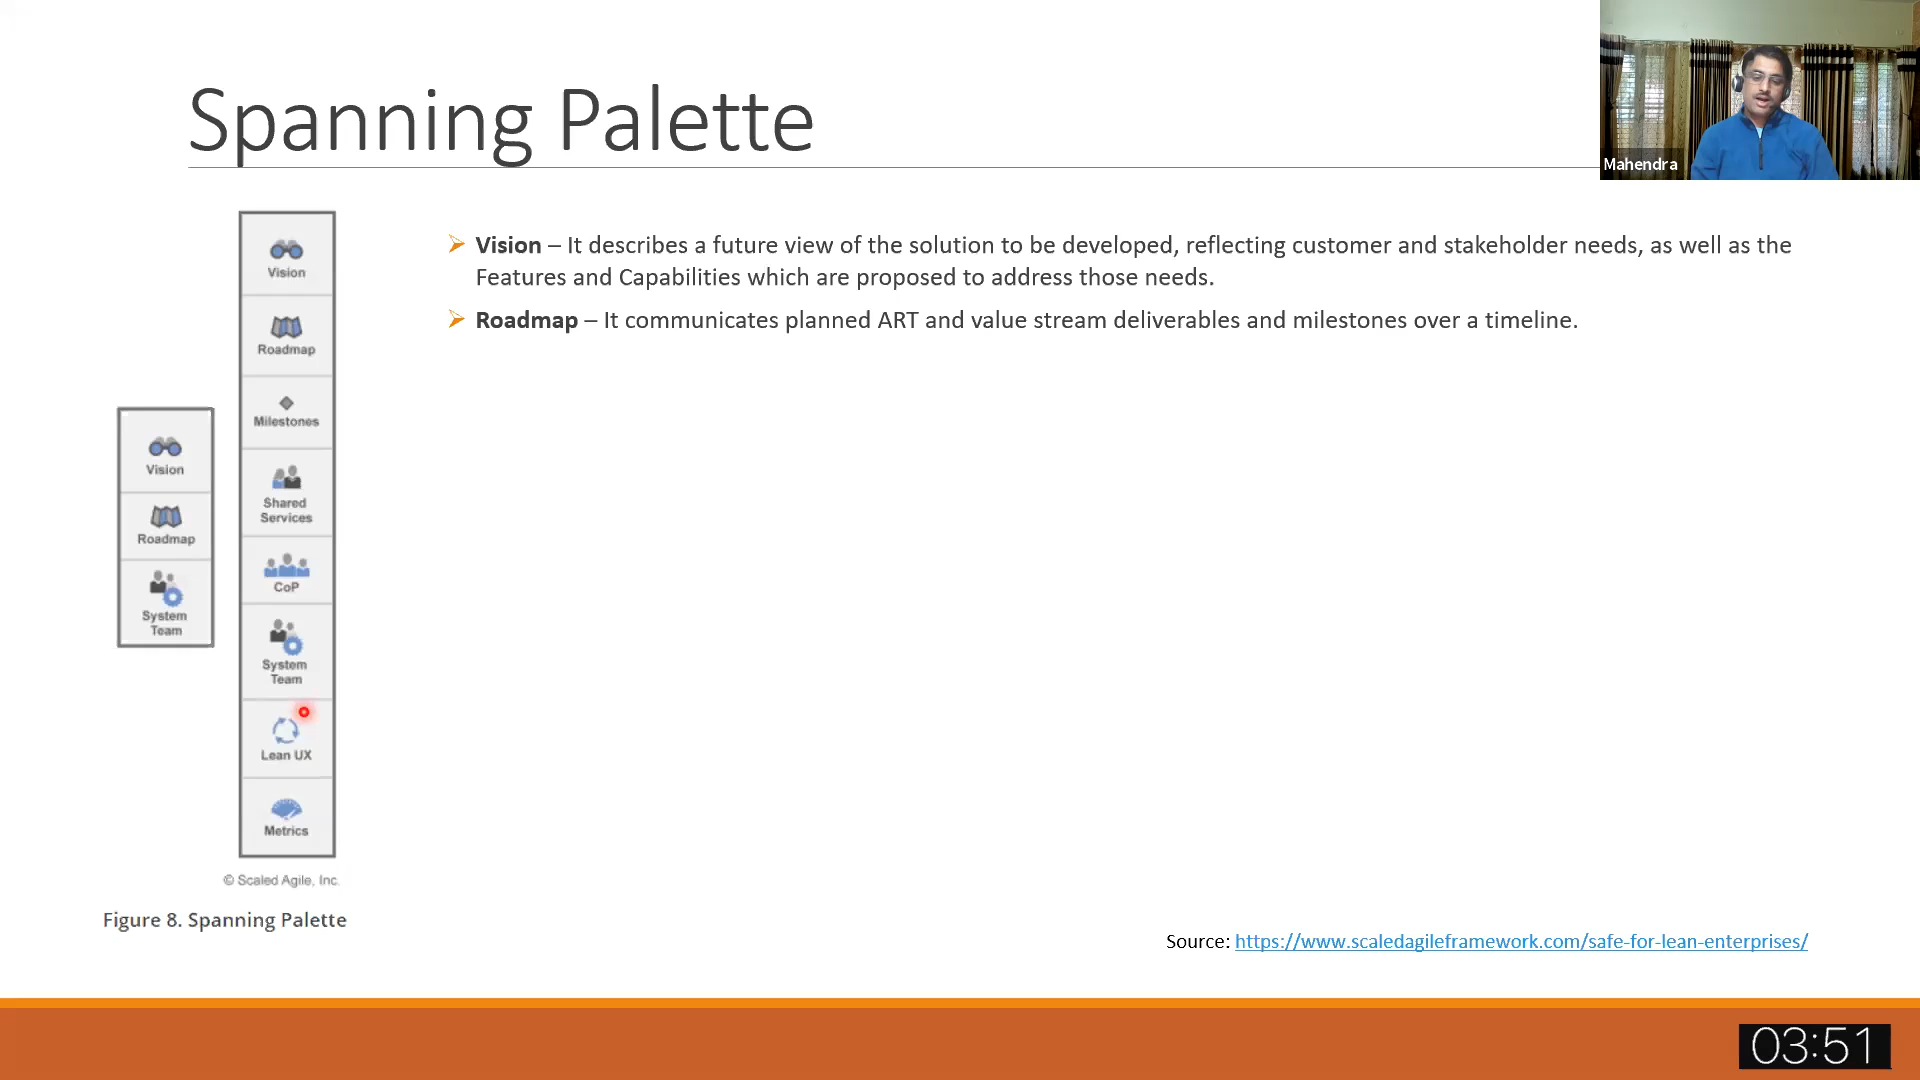 Spanning Palette
Mahendra
Vision
Roadmap
Milestones
Shared
Services
CoP
System
Team
Lean UX
Metrics
Vision
Roadmap
System
Team
© Scaled Agile, Inc.
Figure 8. Spanning Palette
Vision – It describes a future view of the solution to be developed, reflecting customer and stakeholder needs, as well as the
Features and Capabilities which are proposed to address those needs.
Roadmap – It communicates planned ART and value stream deliverables and milestones over a timeline.
Source: https://www.scaledagileframework.com/safe-for-lean-enterprises/
03:51